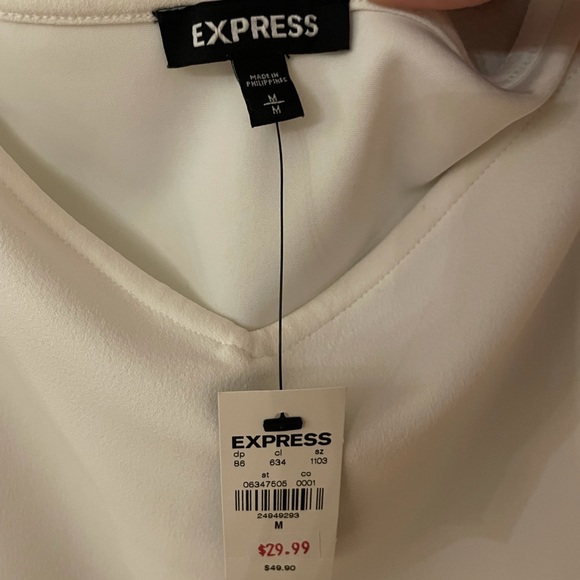 EXPRESS
MADE IN
PHILIPPINES
M
M
EXPRESS
dp cl sz
86 634 1103
st co
06347505 0001
24949293
M
$29.99
$49.90